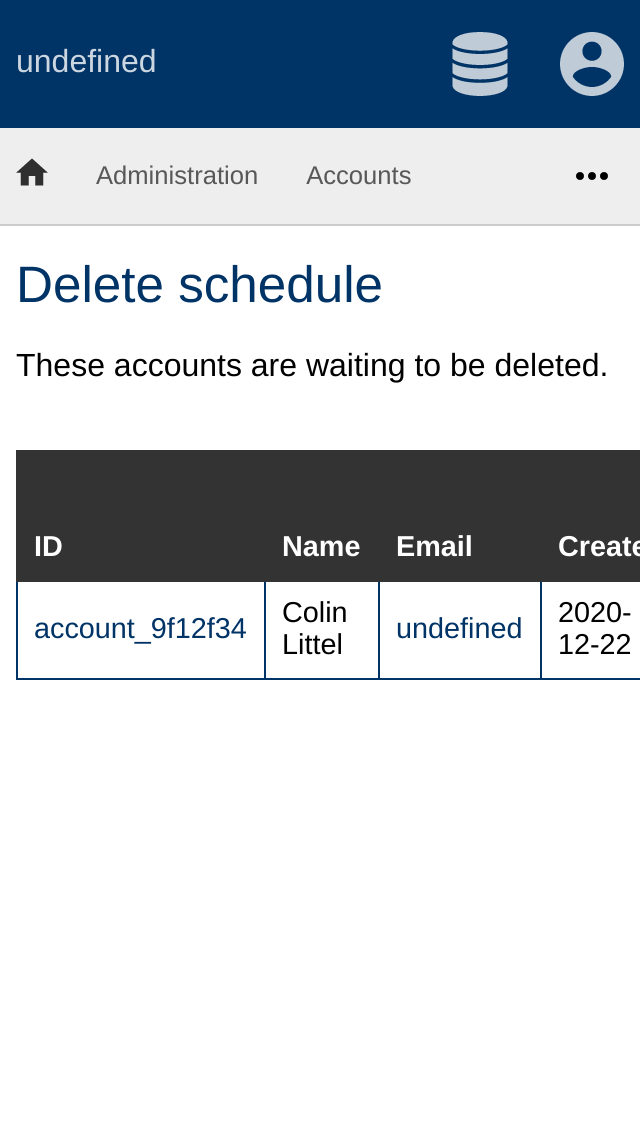 undefined
Administration Accounts
Delete schedule
These accounts are waiting to be deleted.
ID Name Email Create
account_9f12f34 Colin Littel undefined 2020-12-22